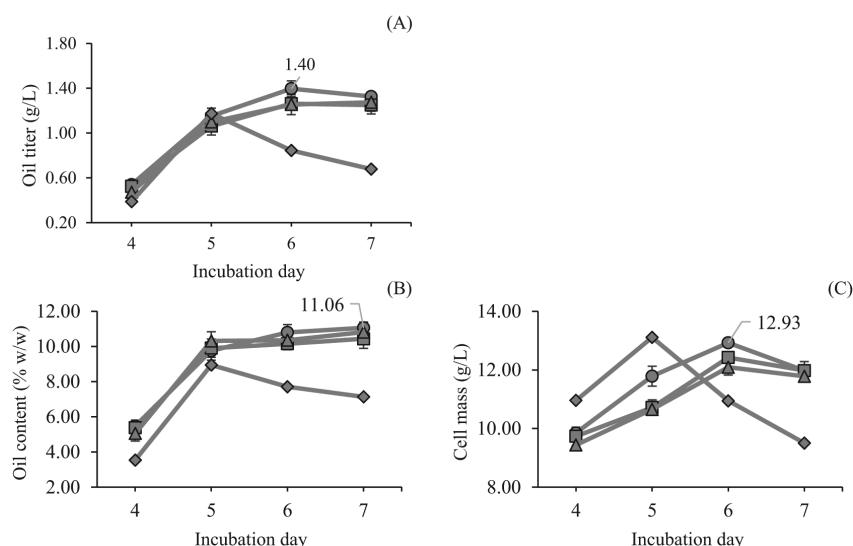 (A)
1.80
1.40
1.00
0.60
0.20
Oil titer (g/L)
1.40
4 5 6 7
Incubation day
(B)
12.00
10.00
8.00
6.00
4.00
2.00
Oil content (% w/w)
11.06
4 5 6 7
Incubation day
(C)
14.00
12.00
10.00
8.00
Cell mass (g/L)
12.93
4 5 6 7
Incubation day